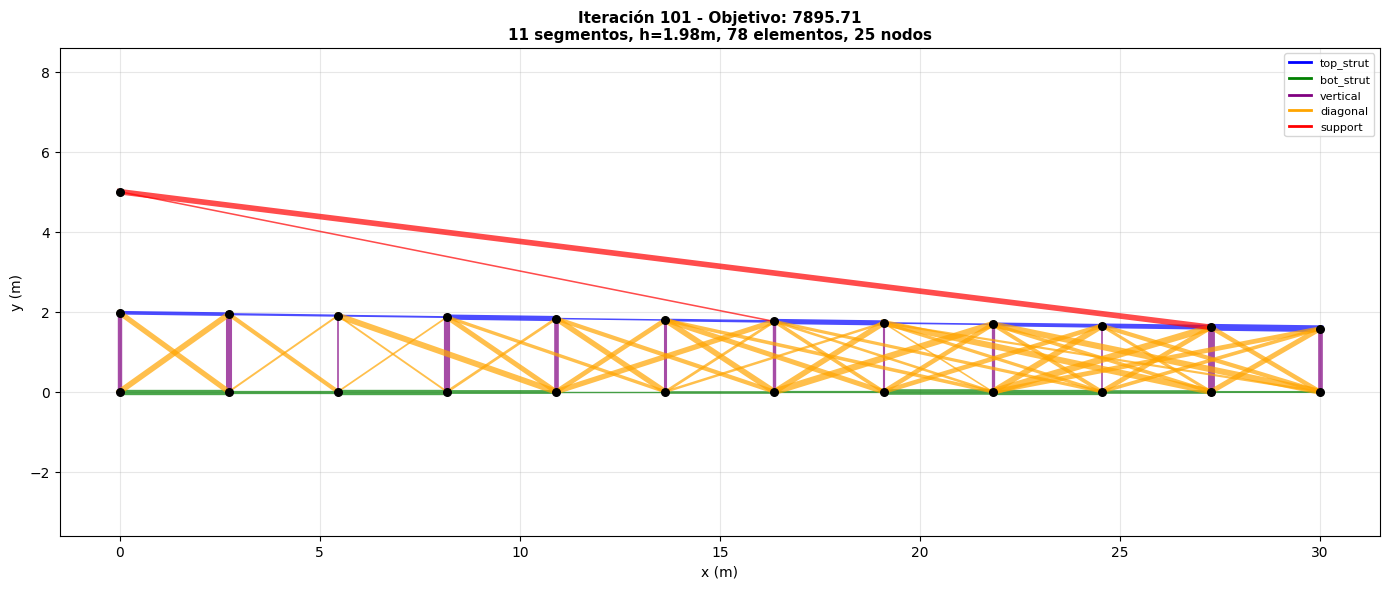 Iteración 101 - Objetivo: 7895.71
11 segmentos, h=1.98m, 78 elementos, 25 nodos
top_strut
bot_strut
vertical
diagonal
support
8
6
4
2
0
−2
y (m)
0 5 10 15 20 25 30
x (m)